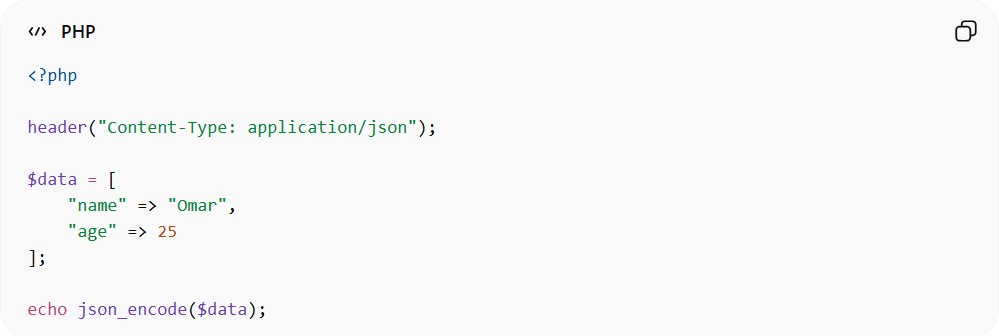 </> PHP
<?php
header("Content-Type: application/json");
$data = [
    "name" => "Omar",
    "age" => 25
];
echo json_encode($data);